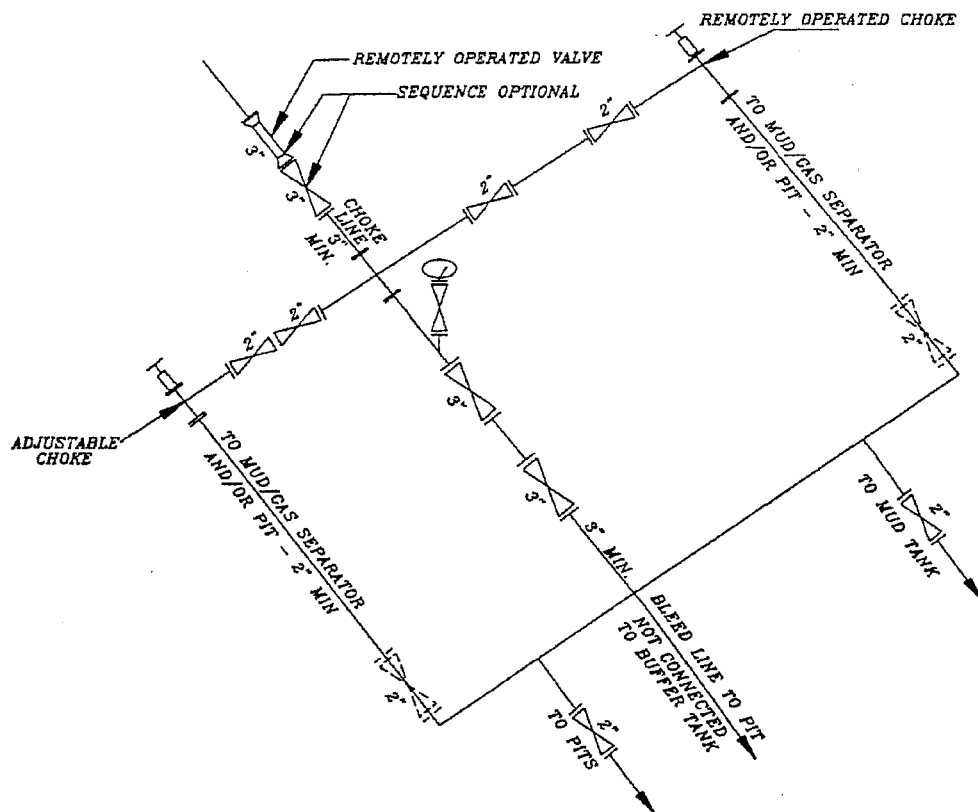 REMOTELY OPERATED CHOKE
REMOTELY OPERATED VALVE
SEQUENCE OPTIONAL
3"
3"
CHOKE
LINE
3"
MIN.
2"
2"
TO MUD/GAS SEPARATOR
AND/OR PIT - 2" MIN
2"
2"
2"
ADJUSTABLE
CHOKE
TO MUD/GAS SEPARATOR
AND/OR PIT - 2" MIN
2"
3"
3"
3" MIN.
BLEED LINE TO PIT
NOT CONNECTED
TO BUFFER TANK
2"
TO MUD TANK
2"
TO PITS